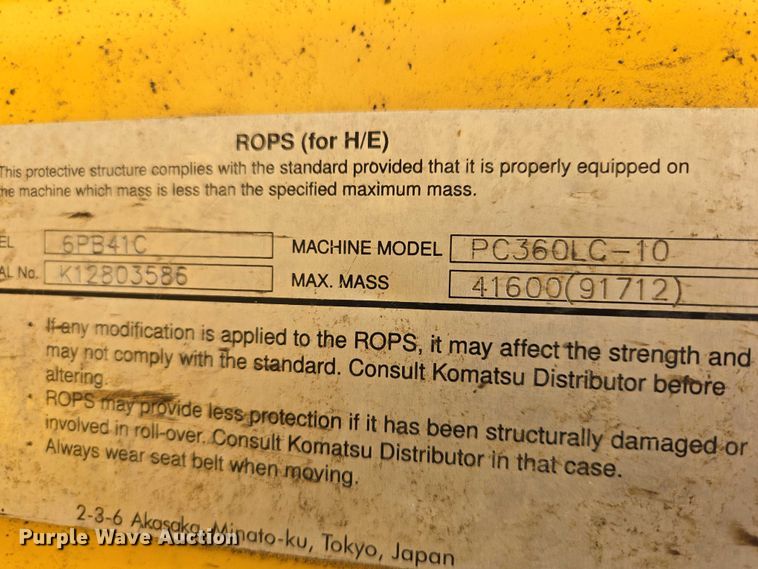 ROPS (for H/E)
This protective structure complies with the standard provided that it is properly equipped on
the machine which mass is less than the specified maximum mass.
EL 6PB41C MACHINE MODEL PC360LC-10
AL No. K12803586 MAX. MASS 41600(91712)
• If any modification is applied to the ROPS, it may affect the strength and
may not comply with the standard. Consult Komatsu Distributor before
altering.
• ROPS may provide less protection if it has been structurally damaged or
involved in roll-over. Consult Komatsu Distributor in that case.
• Always wear seat belt when moving.
2-3-6 Akasaka, Minato-ku, Tokyo, Japan
Purple Wave Auction